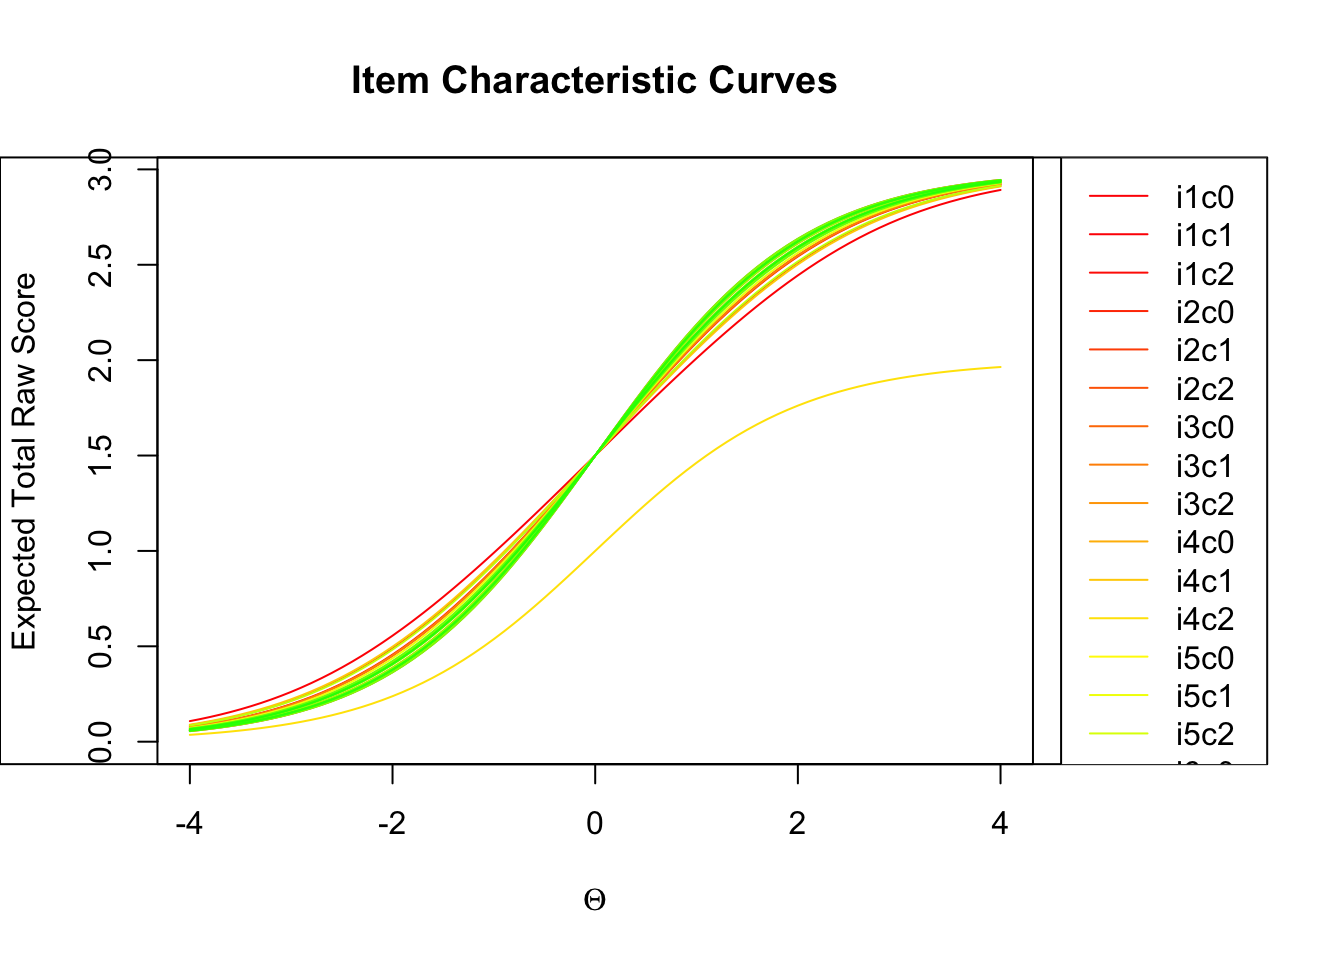 Item Characteristic Curves
Expected Total Raw Score
3.0
2.5
2.0
1.5
1.0
0.5
0.0
-4
-2
0
2
4
Θ
i1c0
i1c1
i1c2
i2c0
i2c1
i2c2
i3c0
i3c1
i3c2
i4c0
i4c1
i4c2
i5c0
i5c1
i5c2